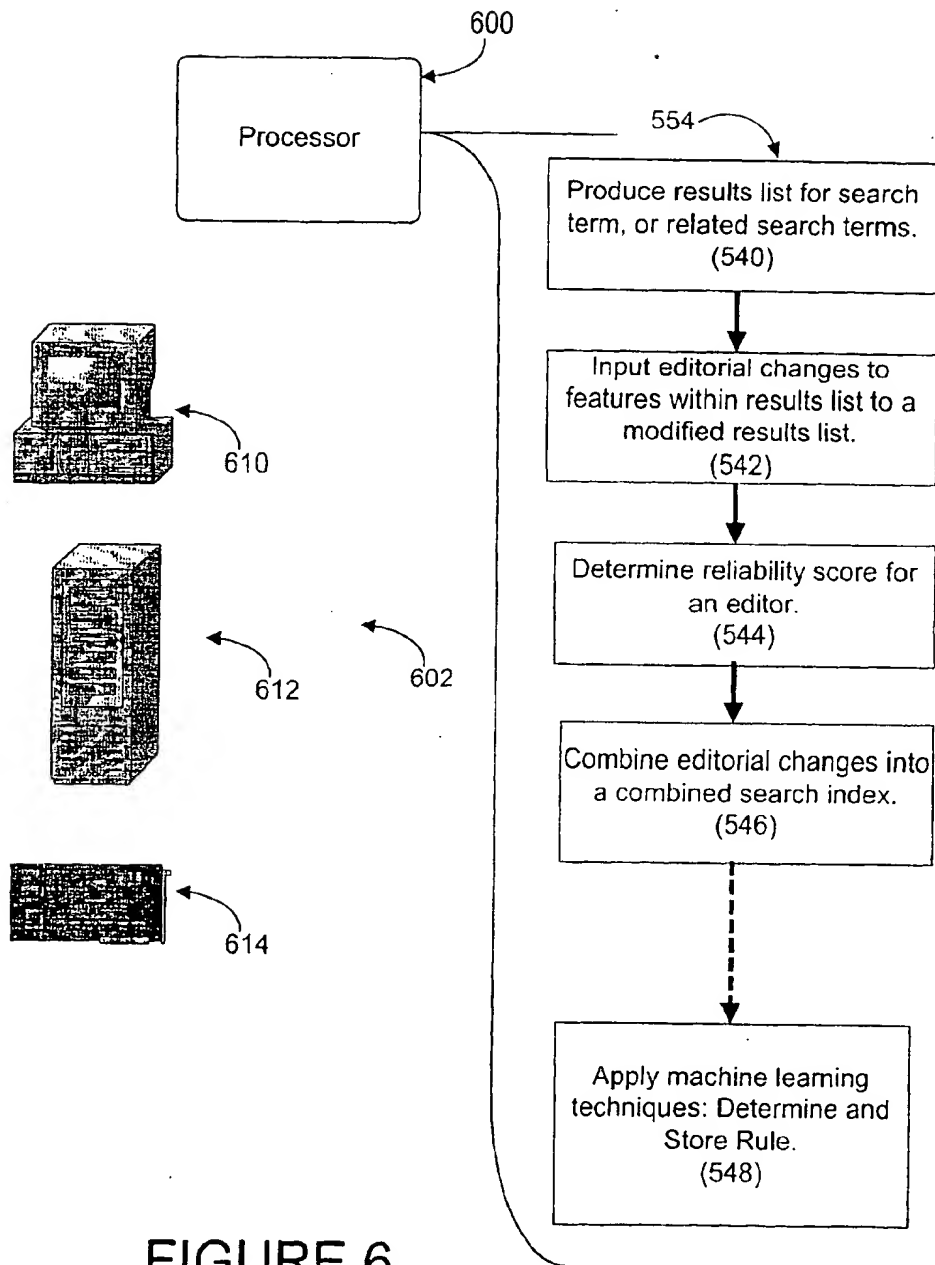 600
Processor
554
Produce results list for search
term, or related search terms.
(540)
Input editorial changes to
features within results list to a
modified results list.
(542)
610
Determine reliability score for
an editor.
(544)
612
602
Combine editorial changes into
a combined search index.
(546)
614
Apply machine learning
techniques: Determine and
Store Rule.
(548)
FIGURE 6